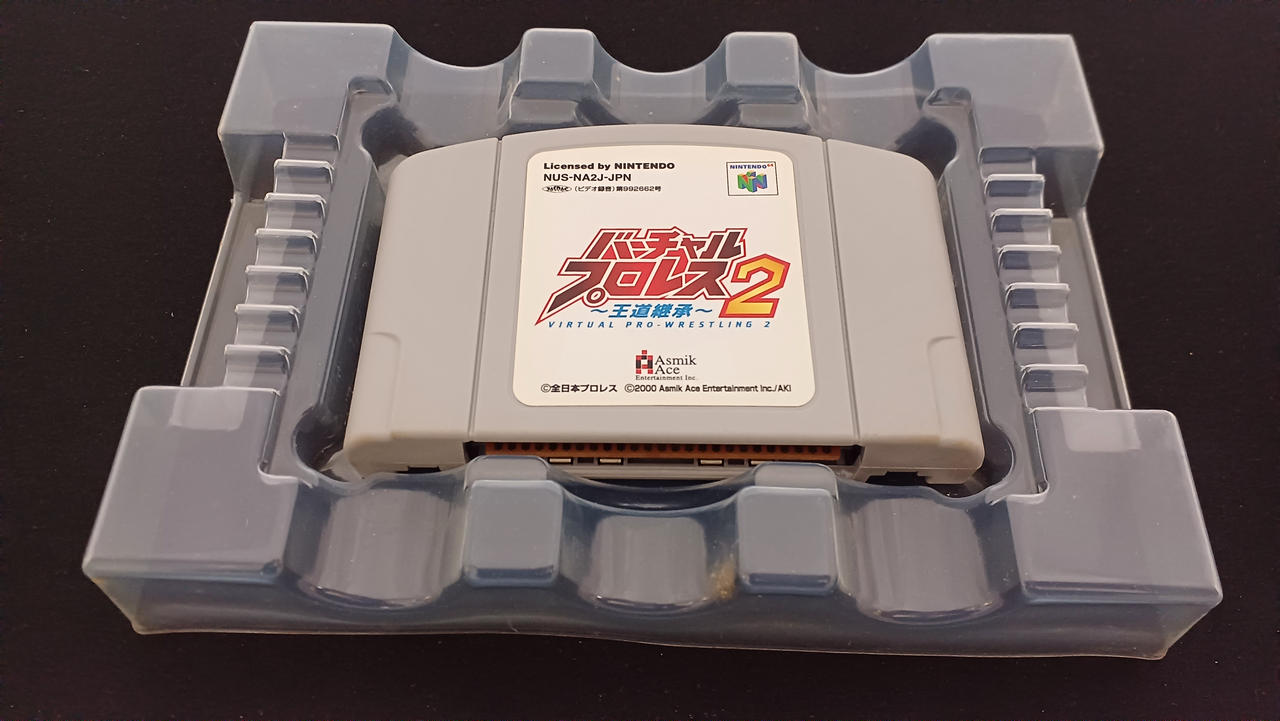 Licensed by NINTENDO
NUS-NA2J-JPN
(ビデオ録音)第992662号
NINTENDO 64
バーチャル
プロレス2
~王道継承~
VIRTUAL PRO-WRESTLING 2
Asmik
Ace
Entertainment Inc.
©全日本プロレス ©2000 Asmik Ace Entertainment Inc./AKI